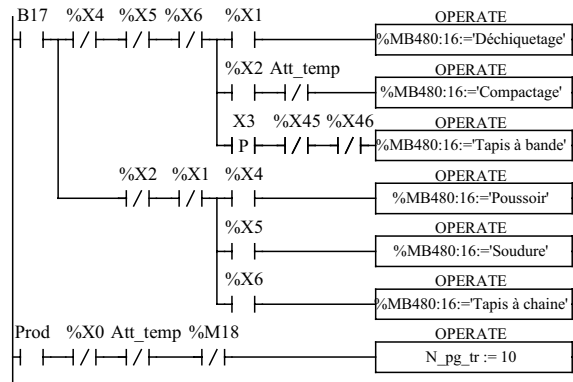 B17 %X4 %X5 %X6 %X1 OPERATE
%MB480:16:='Déchiquetage'
%X2 Att_temp OPERATE
%MB480:16:='Compactage'
X3 %X45 %X46 OPERATE
P %MB480:16:='Tapis à bande'
%X2 %X1 %X4 OPERATE
%MB480:16:='Poussoir'
%X5 OPERATE
%MB480:16:='Soudure'
%X6 OPERATE
%MB480:16:='Tapis à chaine'
Prod %X0 Att_temp %M18 OPERATE
N_pg_tr := 10